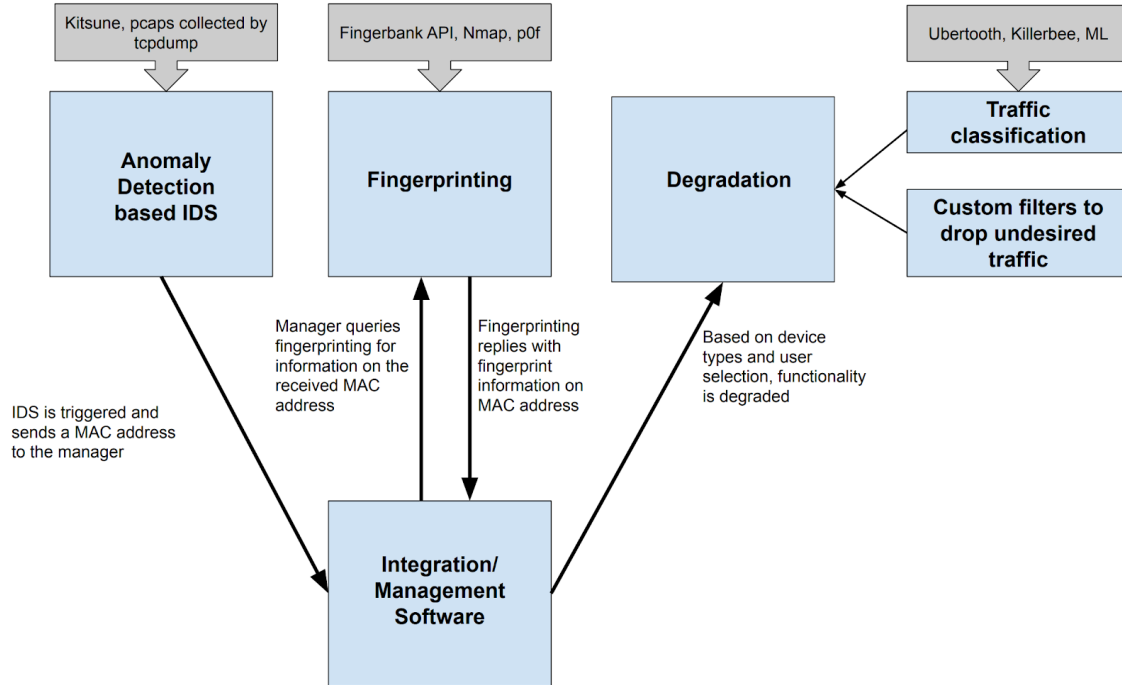 Kitsune, pcaps collected by
tcpdump
Fingerbank API, Nmap, p0f
Ubertooth, Killerbee, ML
Anomaly
Detection
based IDS
Fingerprinting
Degradation
Traffic
classification
Custom filters to
drop undesired
traffic
IDS is triggered and
sends a MAC address
to the manager
Manager queries
fingerprinting for
information on the
received MAC
address
Fingerprinting
replies with
fingerprint
information on
MAC address
Based on device
types and user
selection, functionality
is degraded
Integration/
Management
Software